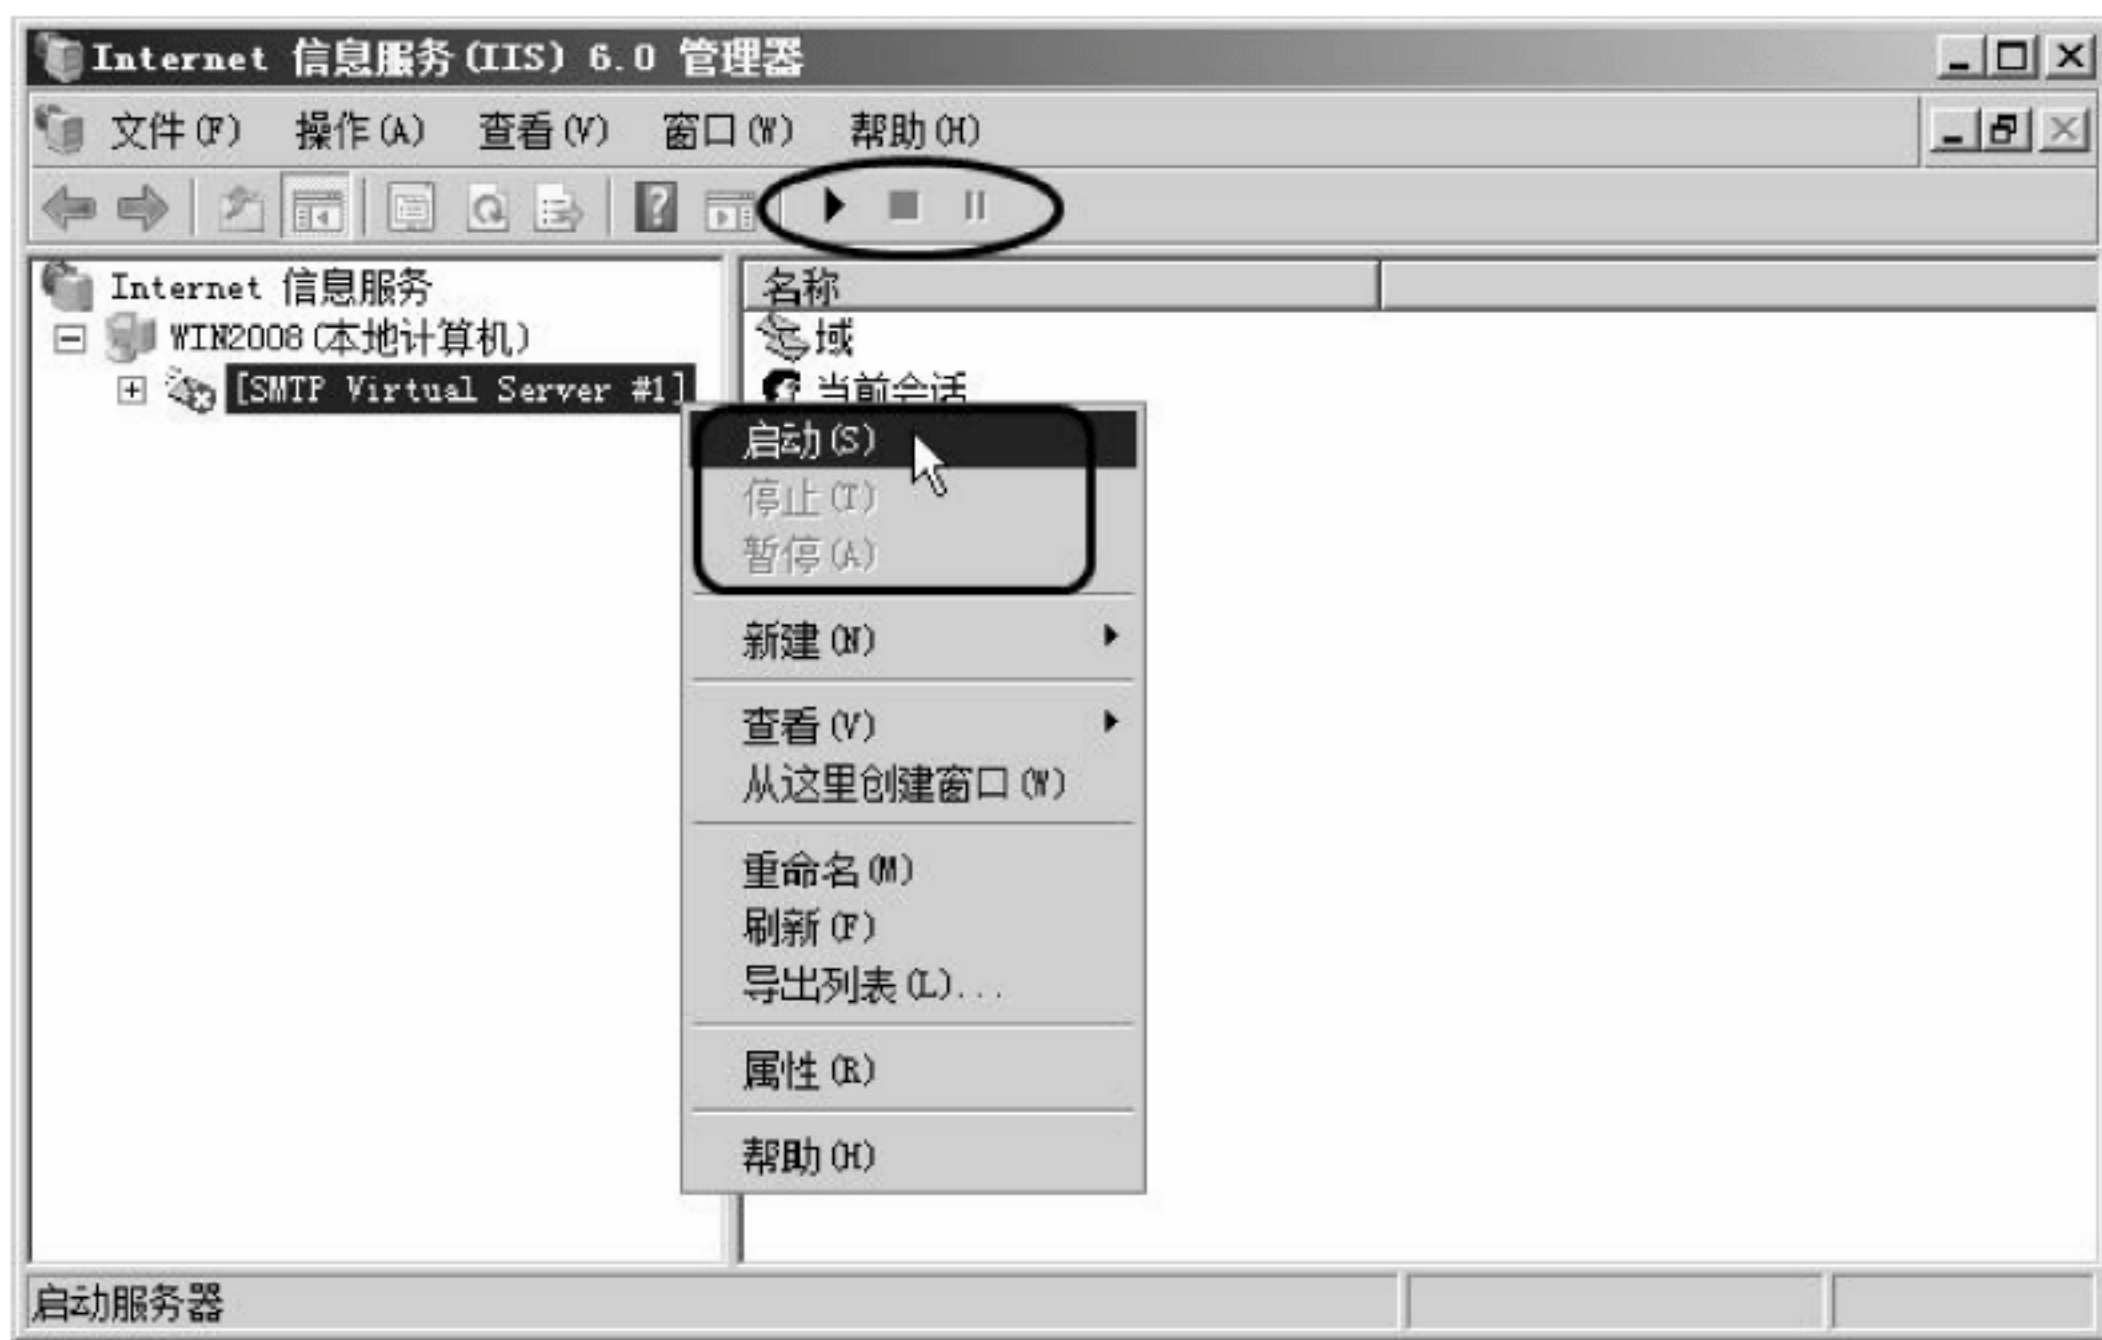 Internet 信息服务(IIS) 6.0 管理器
文件(F) 操作(A) 查看(V) 窗口(W) 帮助(H)
Internet 信息服务
WIN2008(本地计算机)
[SMTP Virtual Server #1]
名称
域
当前会话
启动(S)
停止(T)
暂停(A)
新建(N)
查看(V)
从这里创建窗口(W)
重命名(M)
刷新(F)
导出列表(L)...
属性(R)
帮助(H)
启动服务器